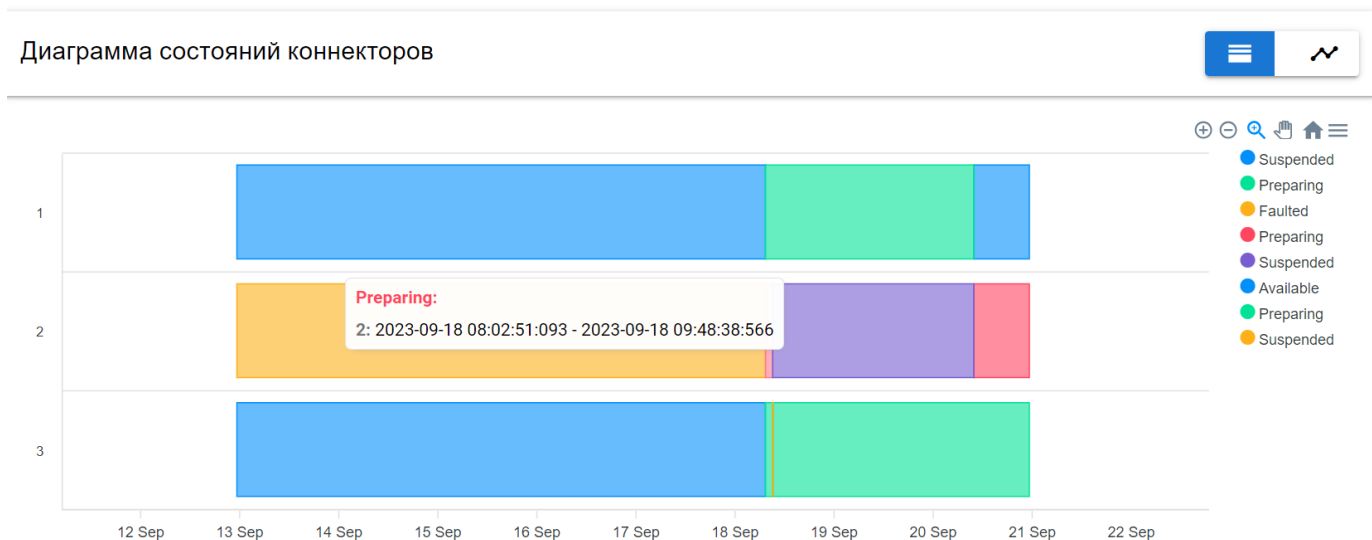 Диаграмма состояний коннекторов
Suspended
Preparing
Faulted
Preparing
Suspended
Available
Preparing
Suspended
1
Preparing:
2: 2023-09-18 08:02:51:093 - 2023-09-18 09:48:38:566
2
3
12 Sep 13 Sep 14 Sep 15 Sep 16 Sep 17 Sep 18 Sep 19 Sep 20 Sep 21 Sep 22 Sep